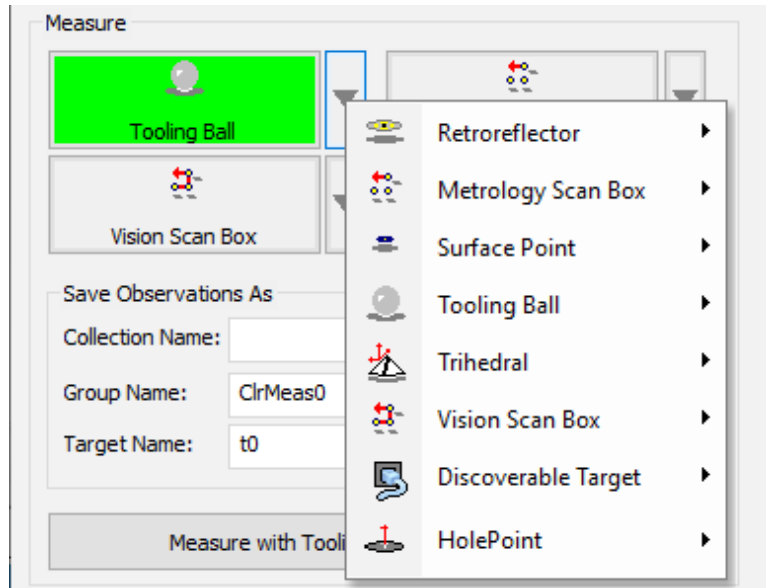 Measure
Tooling Ball
Vision Scan Box
Save Observations As
Collection Name:
Group Name: ClrMeas0
Target Name: t0
Measure with Tooli
Retroreflector
Metrology Scan Box
Surface Point
Tooling Ball
Trihedral
Vision Scan Box
Discoverable Target
HolePoint